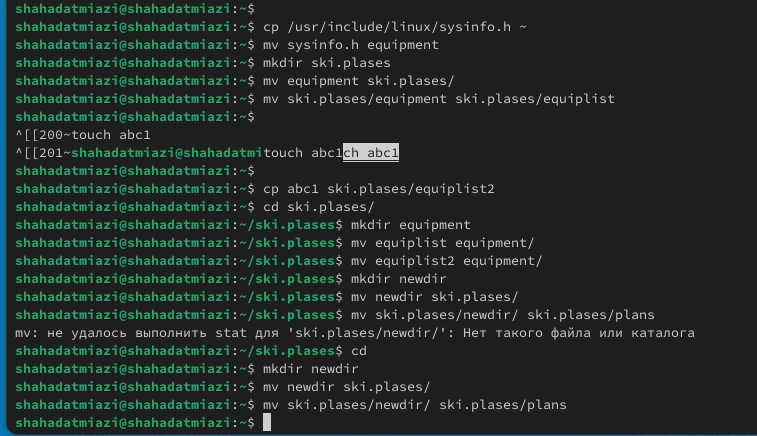 shahadatmiazi@shahadatmiazi:~$
shahadatmiazi@shahadatmiazi:~$ cp /usr/include/linux/sysinfo.h ~
shahadatmiazi@shahadatmiazi:~$ mv sysinfo.h equipment
shahadatmiazi@shahadatmiazi:~$ mkdir ski.plases
shahadatmiazi@shahadatmiazi:~$ mv equipment ski.plases/
shahadatmiazi@shahadatmiazi:~$ mv ski.plases/equipment ski.plases/equiplist
shahadatmiazi@shahadatmiazi:~$
^[[200~touch abc1
^[[201~shahadatmiazi@shahadatmitouch abc1ch abc1
shahadatmiazi@shahadatmiazi:~$
shahadatmiazi@shahadatmiazi:~$ cp abc1 ski.plases/equiplist2
shahadatmiazi@shahadatmiazi:~$ cd ski.plases/
shahadatmiazi@shahadatmiazi:~/ski.plases$ mkdir equipment
shahadatmiazi@shahadatmiazi:~/ski.plases$ mv equiplist equipment/
shahadatmiazi@shahadatmiazi:~/ski.plases$ mv equiplist2 equipment/
shahadatmiazi@shahadatmiazi:~/ski.plases$ mkdir newdir
shahadatmiazi@shahadatmiazi:~/ski.plases$ mv newdir ski.plases/
shahadatmiazi@shahadatmiazi:~/ski.plases$ mv ski.plases/newdir/ ski.plases/plans
mv: не удалось выполнить stat для 'ski.plases/newdir/': Нет такого файла или каталога
shahadatmiazi@shahadatmiazi:~/ski.plases$ cd
shahadatmiazi@shahadatmiazi:~$ mkdir newdir
shahadatmiazi@shahadatmiazi:~$ mv newdir ski.plases/
shahadatmiazi@shahadatmiazi:~$ mv ski.plases/newdir/ ski.plases/plans
shahadatmiazi@shahadatmiazi:~$